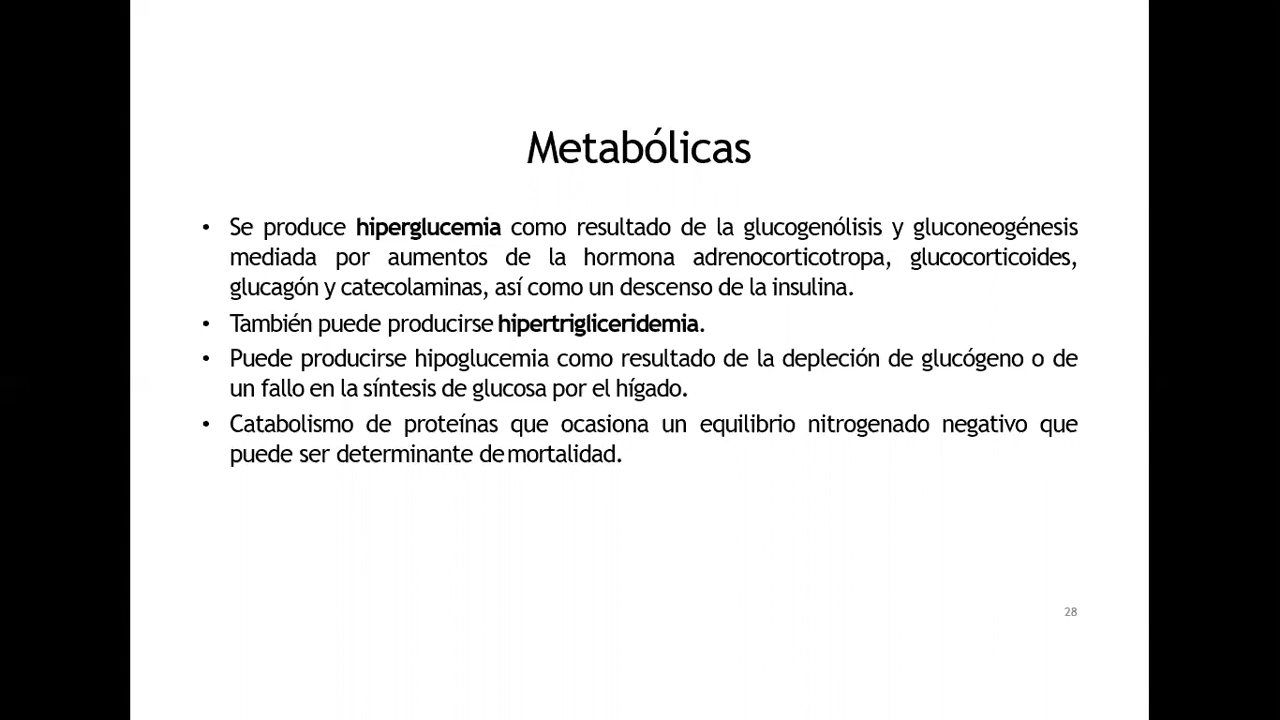 Metabólicas
• Se produce hiperglucemia como resultado de la glucogenólisis y gluconeogénesis
mediada por aumentos de la hormona adrenocorticotropa, glucocorticoides,
glucagón y catecolaminas, así como un descenso de la insulina.
• También puede producirse hipertrigliceridemia.
• Puede producirse hipoglucemia como resultado de la depleción de glucógeno o de
un fallo en la síntesis de glucosa por el hígado.
• Catabolismo de proteínas que ocasiona un equilibrio nitrogenado negativo que
puede ser determinante de mortalidad.
28